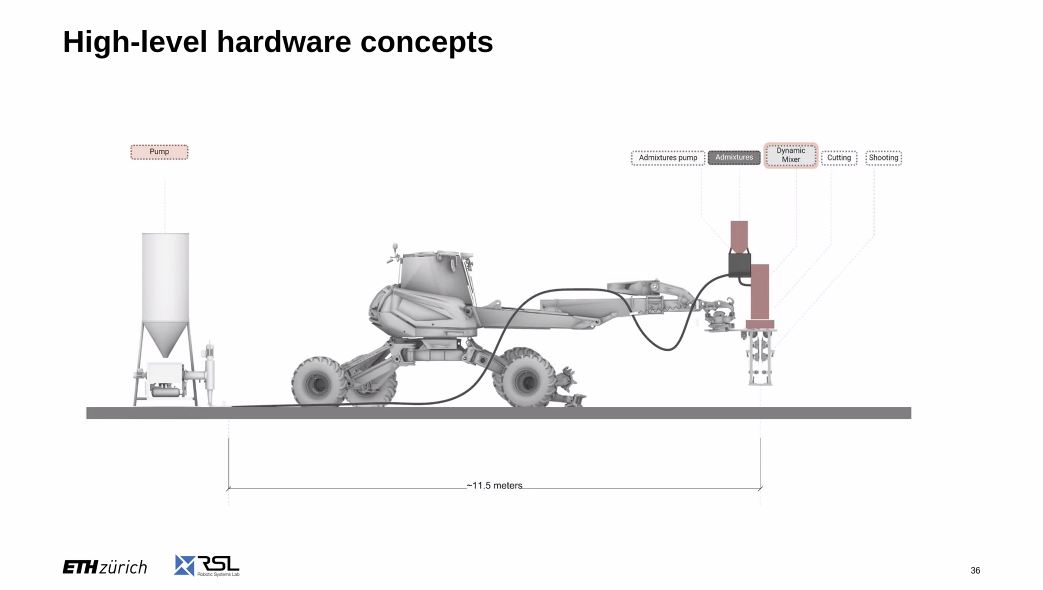 High-level hardware concepts
Pump
Admixtures pump
Admixtures
Dynamic
Mixer
Cutting
Shooting
~11.5 meters
ETH zürich
RSL
Robotic Systems Lab
36